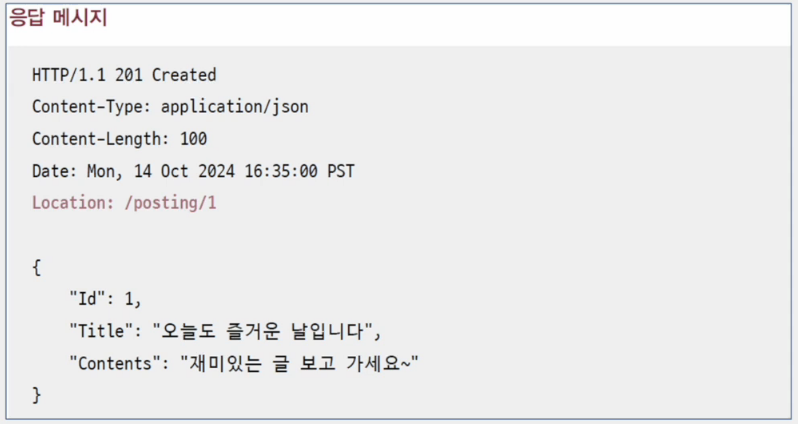 응답 메시지
HTTP/1.1 201 Created
Content-Type: application/json
Content-Length: 100
Date: Mon, 14 Oct 2024 16:35:00 PST
Location: /posting/1
{
"Id": 1,
"Title": "오늘도 즐거운 날입니다",
"Contents": "재미있는 글 보고 가세요~"
}